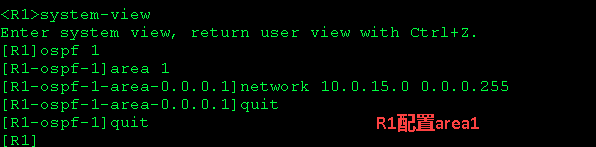 <R1>system-view
Enter system view, return user view with Ctrl+Z.
[R1]ospf 1
[R1-ospf-1]area 1
[R1-ospf-1-area-0.0.0.1]network 10.0.15.0 0.0.0.255
[R1-ospf-1-area-0.0.0.1]quit
[R1-ospf-1]quit
R1配置area1
[R1]